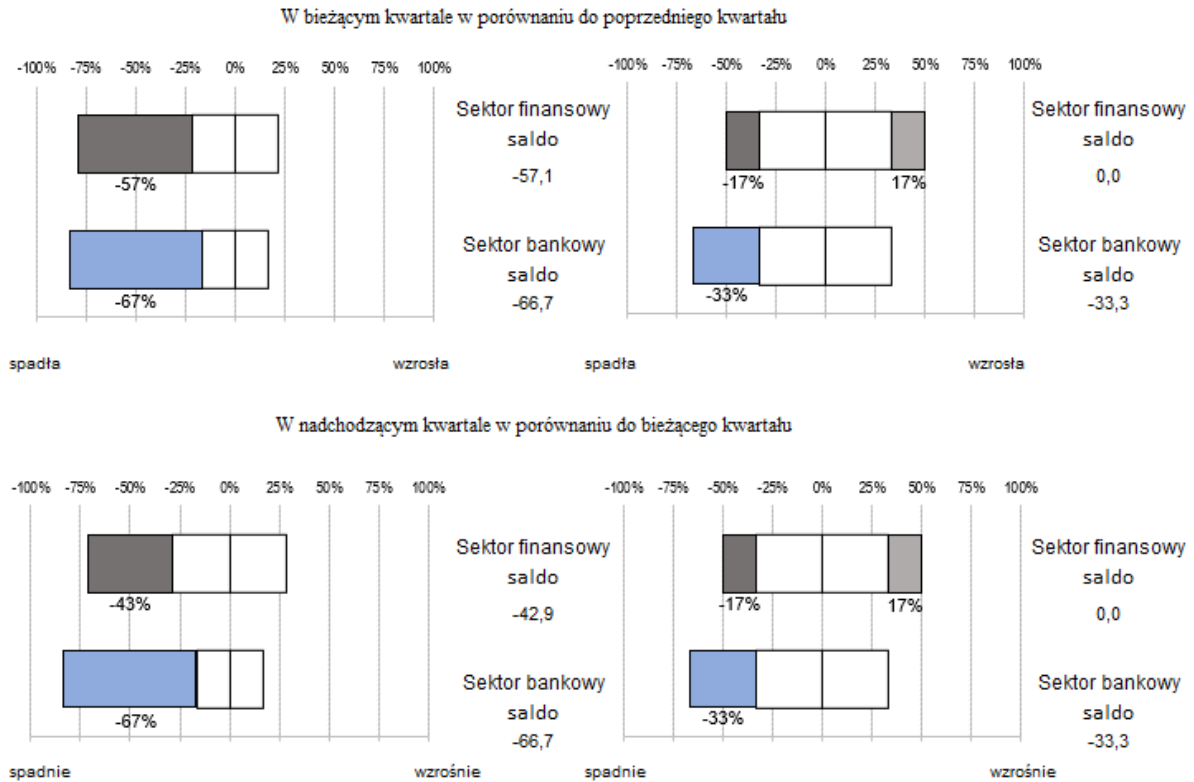 W bieżącym kwartale w porównaniu do poprzedniego kwartału
-100% -75% -50% -25% 0% 25% 50% 75% 100%
Sektor finansowy
saldo
-57,1
-57%
Sektor bankowy
saldo
-66,7
-67%
spadła wzrosła
-100% -75% -50% -25% 0% 25% 50% 75% 100%
Sektor finansowy
saldo
0,0
-17% 17%
Sektor bankowy
saldo
-33,3
-33%
spadła wzrosła
W nadchodzącym kwartale w porównaniu do bieżącego kwartału
-100% -75% -50% -25% 0% 25% 50% 75% 100%
Sektor finansowy
saldo
-42,9
-43%
Sektor bankowy
saldo
-66,7
-67%
spadnie wzrośnie
-100% -75% -50% -25% 0% 25% 50% 75% 100%
Sektor finansowy
saldo
0,0
-17% 17%
Sektor bankowy
saldo
-33,3
-33%
spadnie wzrośnie